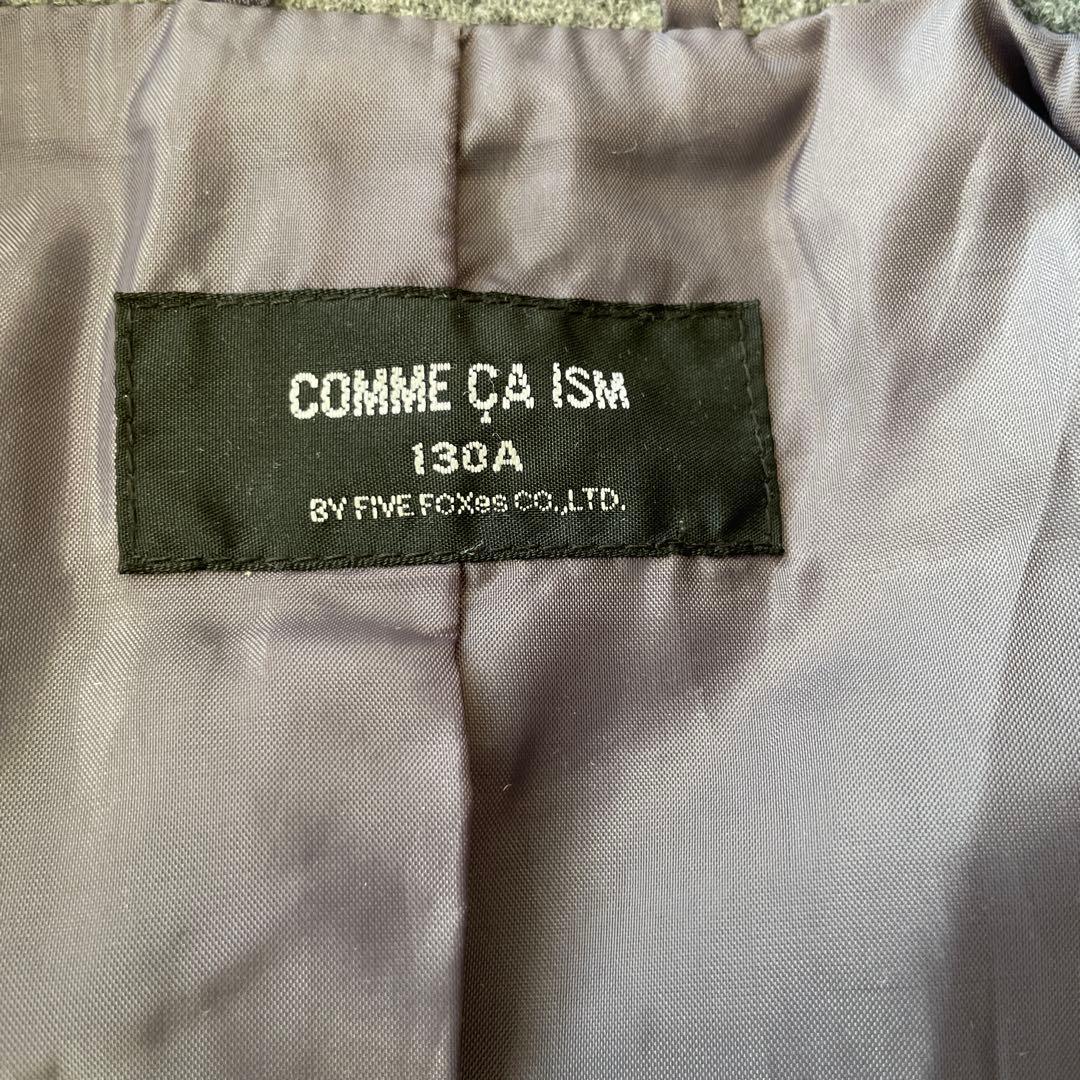 COMME ÇA ISM
130A
BY FIVE FOXes CO.,LTD.